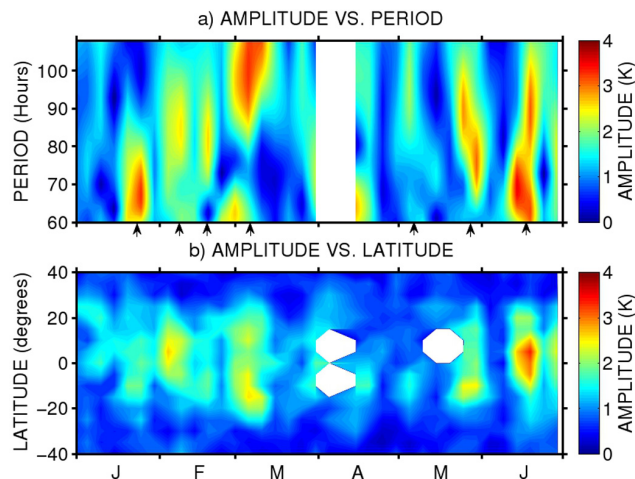 a) AMPLITUDE VS. PERIOD
100
90
80
70
60
PERIOD (Hours)
4
3
2
1
0
AMPLITUDE (K)
b) AMPLITUDE VS. LATITUDE
40
20
0
−20
−40
LATITUDE (degrees)
J F M A M J
4
3
2
1
0
AMPLITUDE (K)